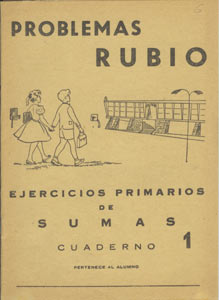 PROBLEMAS
RUBIO
EJERCICIOS PRIMARIOS
DE
SUMAS
CUADERNO 1
PERTENECE AL ALUMNO